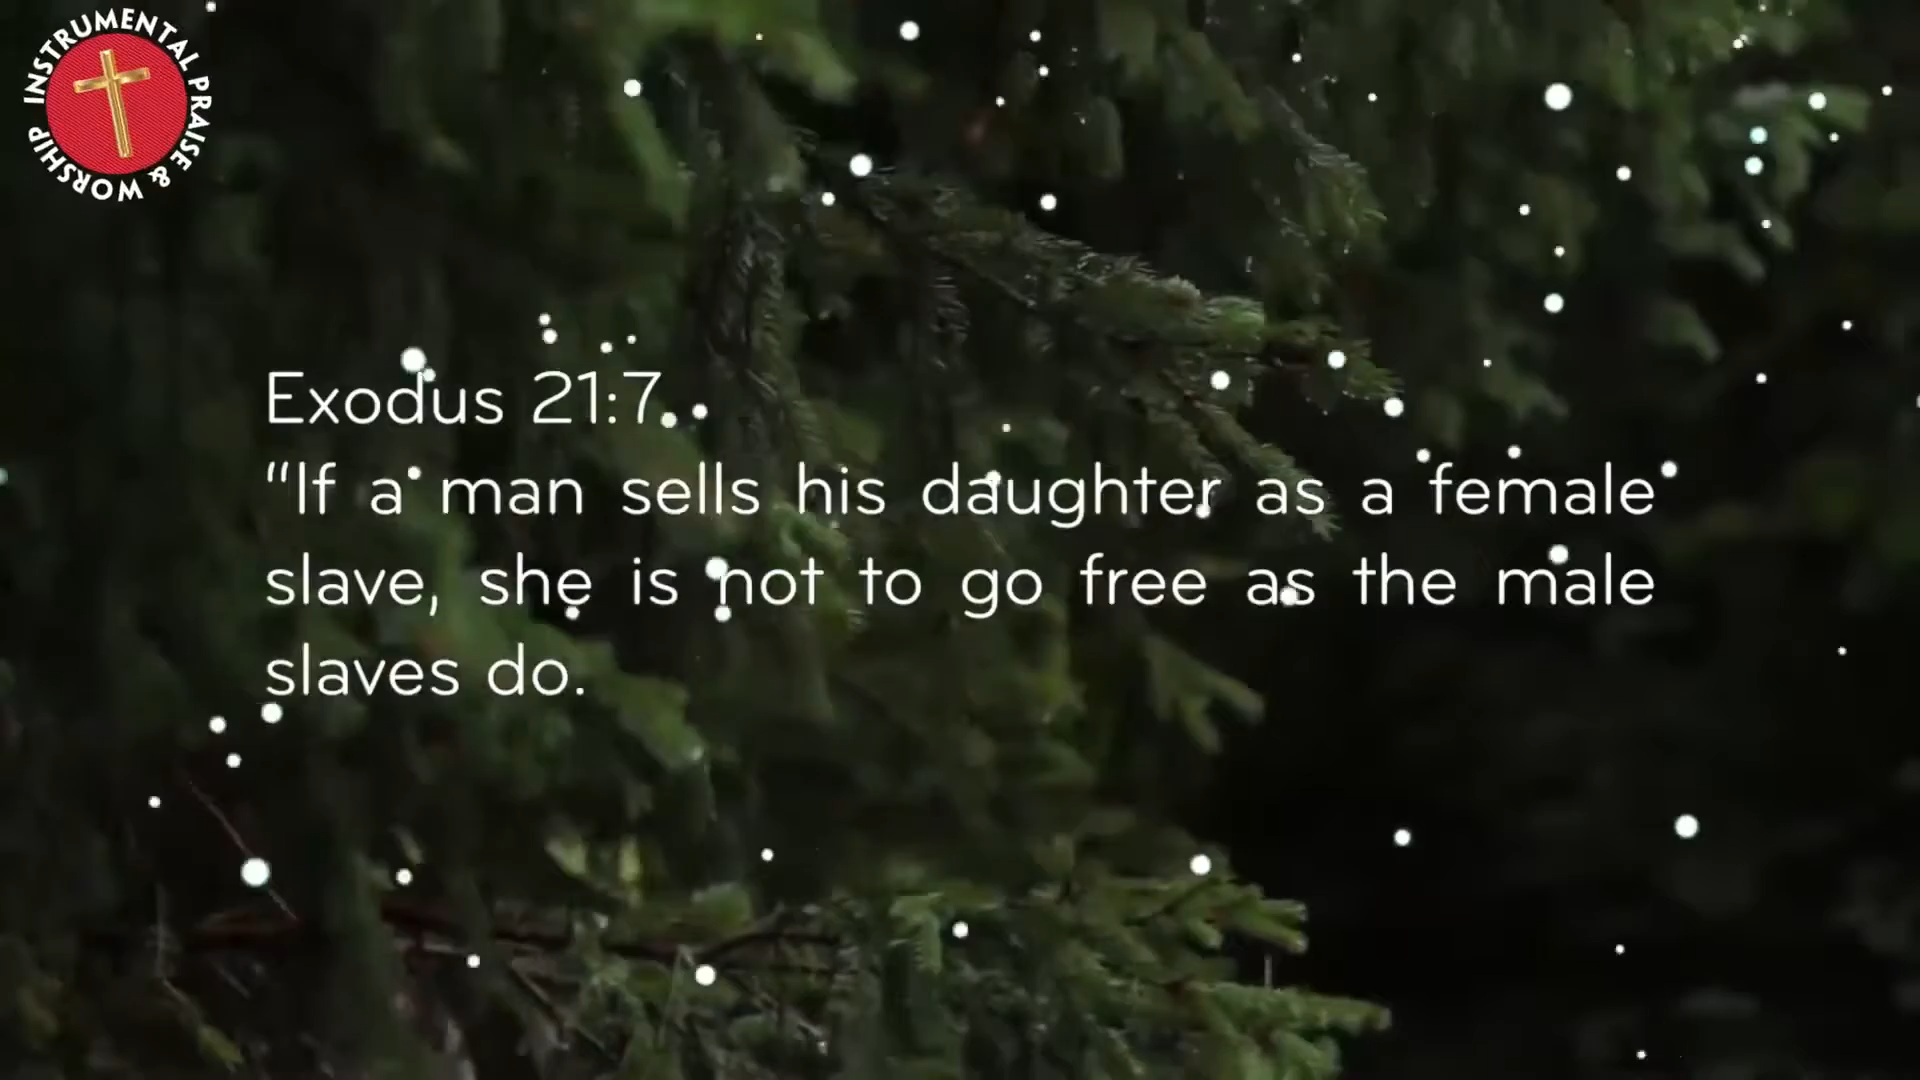 INSTRUMENTAL PRAISE & WORSHIP
Exodus 21:7
“If a man sells his daughter as a female
slave, she is not to go free as the male
slaves do.